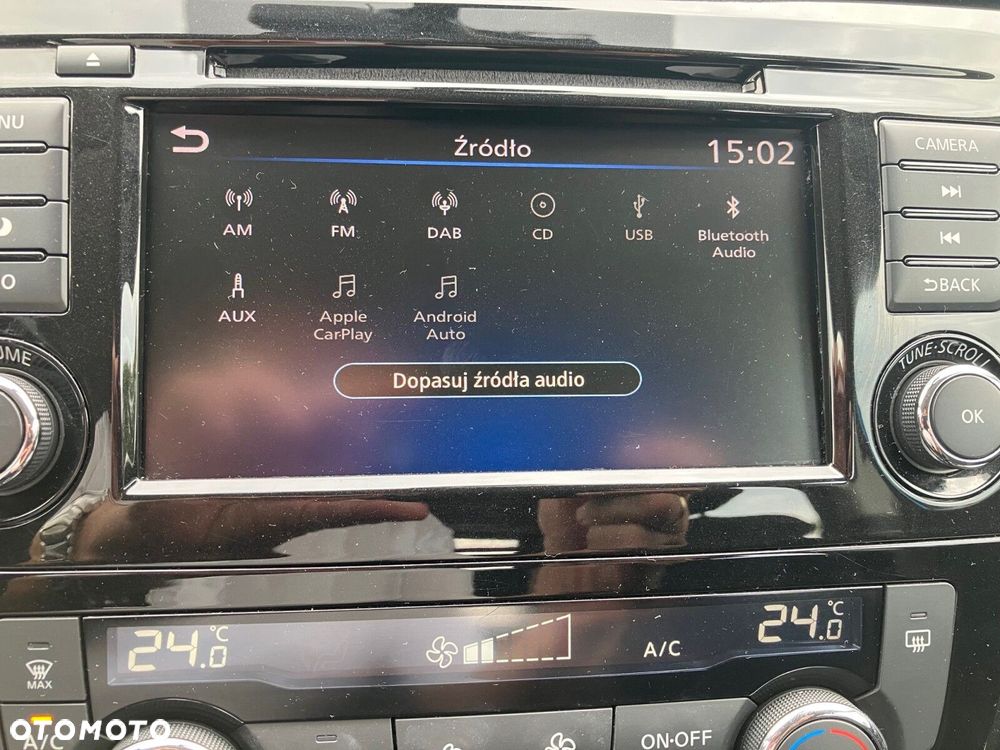 NU
CAMERA
BACK
O
UME
TUNE·SCROLL
OK
Źródło
15:02
AM
FM
DAB
CD
USB
Bluetooth
Audio
AUX
Apple
CarPlay
Android
Auto
Dopasuj źródła audio
24.0 °C
A/C
24.0 °C
MAX
A/C
ON·OFF
OTOMOTO